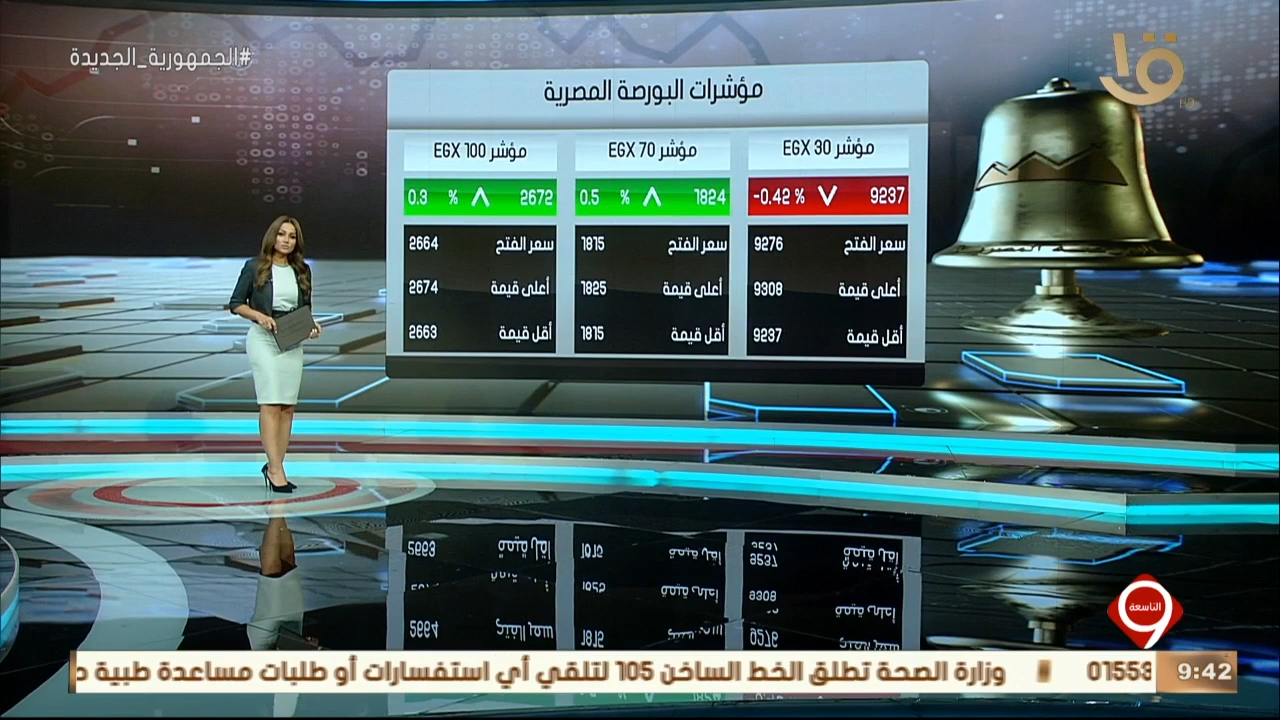 #الجمهورية_الجديدة
مؤشرات البورصة المصرية
مؤشر EGX 30
9237 -0.42 %
سعر الفتح 9276
أعلى قيمة 9308
أقل قيمة 9237
مؤشر EGX 70
1824 % 0.5
سعر الفتح 1815
أعلى قيمة 1825
أقل قيمة 1815
مؤشر EGX 100
2672 % 0.3
سعر الفتح 2664
أعلى قيمة 2674
أقل قيمة 2663
HD
التاسعة
9
9:42
01553 وزارة الصحة تطلق الخط الساخن 105 لتلقي أي استفسارات أو طلبات مساعدة طبية